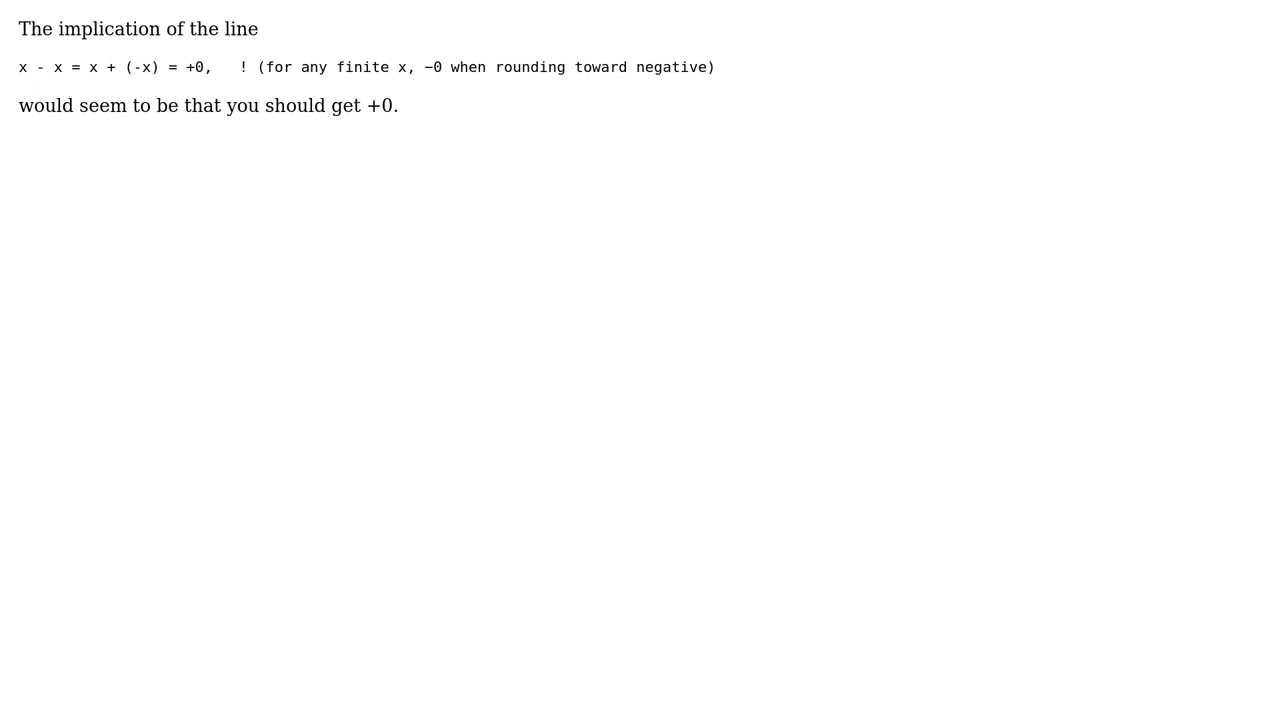 The implication of the line
x - x = x + (-x) = +0,   ! (for any finite x, −0 when rounding toward negative)
would seem to be that you should get +0.